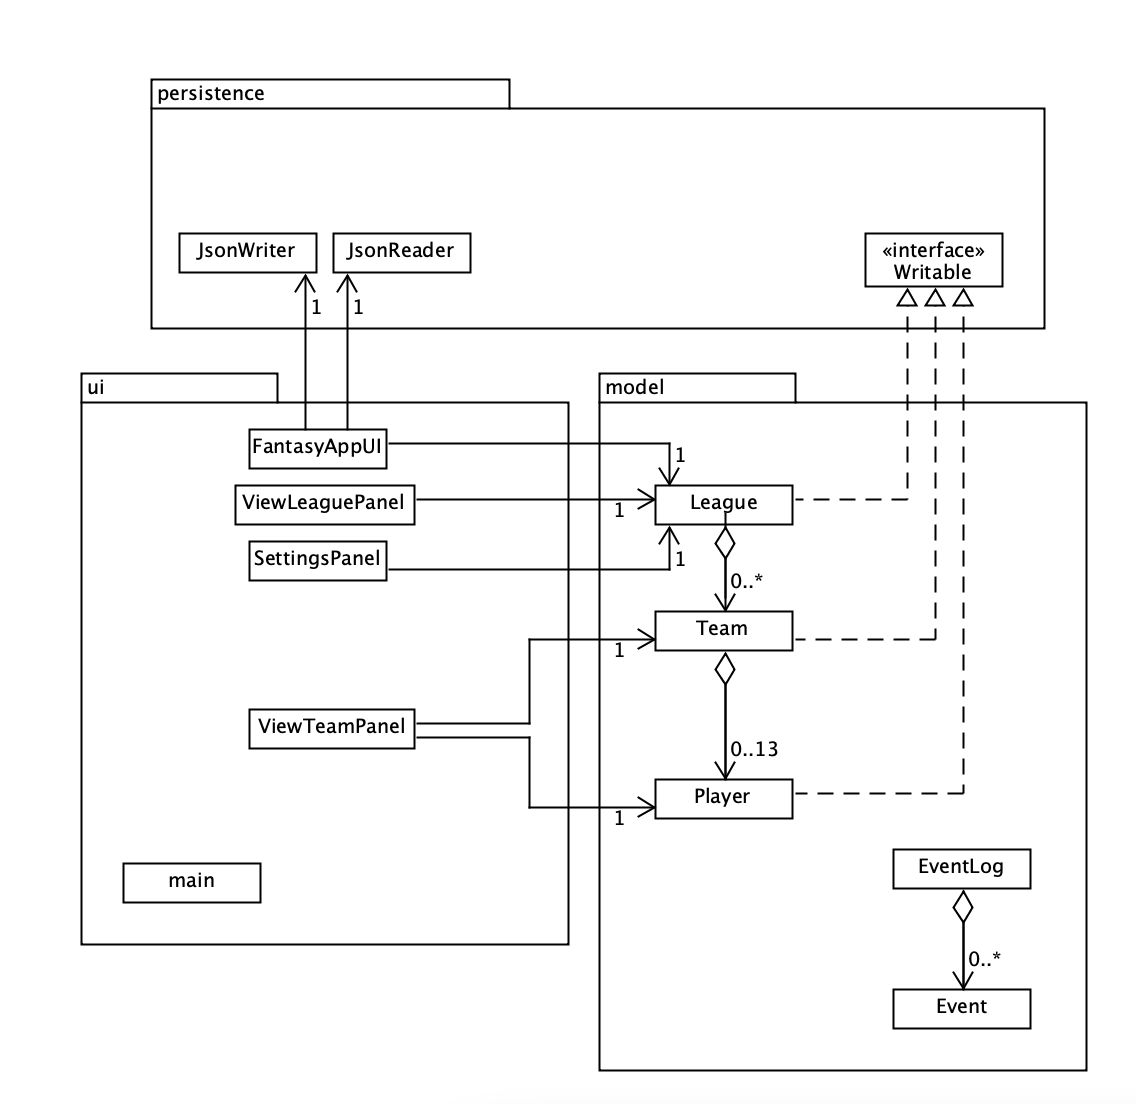 persistence
JsonWriter
JsonReader
«interface»
Writable
1
1
ui
model
FantasyAppUI
1
ViewLeaguePanel
League
1
SettingsPanel
1
0..*
Team
1
ViewTeamPanel
0..13
Player
1
EventLog
main
0..*
Event